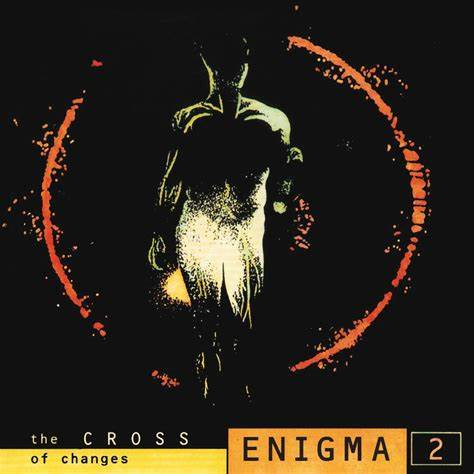 the CROSS
of changes
ENIGMA 2